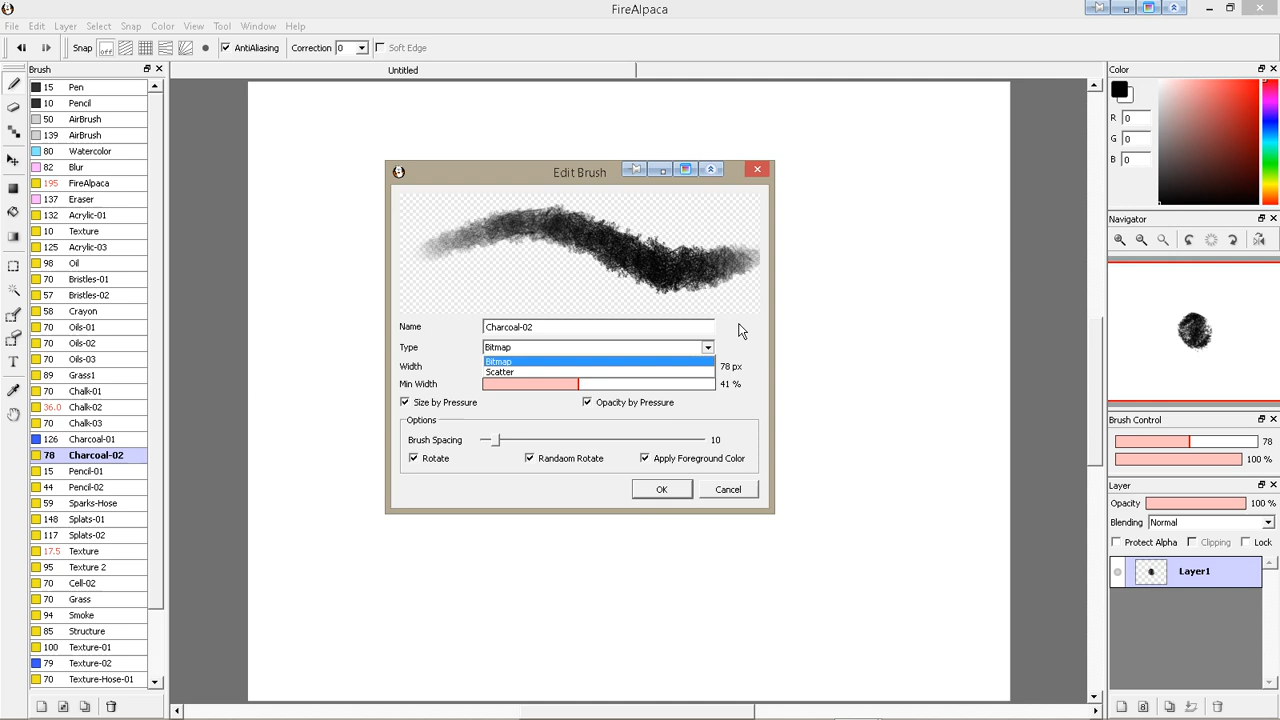 FireAlpaca
File Edit Layer Select Snap Color View Tool Window Help
Snap off AntiAliasing Correction 0 Soft Edge
Brush
Untitled
Color
15 Pen
10 Pencil
50 AirBrush
139 AirBrush
80 Watercolor
82 Blur
195 FireAlpaca
137 Eraser
132 Acrylic-01
10 Texture
125 Acrylic-03
98 Oil
70 Bristles-01
57 Bristles-02
58 Crayon
70 Oils-01
70 Oils-02
70 Oils-03
89 Grass1
70 Chalk-01
36.0 Chalk-02
70 Chalk-03
126 Charcoal-01
78 Charcoal-02
15 Pencil-01
44 Pencil-02
59 Sparks-Hose
148 Splats-01
117 Splats-02
17.5 Texture
95 Texture 2
70 Cell-02
70 Grass
94 Smoke
85 Structure
100 Texture-01
79 Texture-02
70 Texture-Hose-01
Edit Brush
Name Charcoal-02
Type Bitmap
Bitmap
Scatter
Width 78 px
Min Width 41 %
Size by Pressure Opacity by Pressure
Options
Brush Spacing 10
Rotate Randaom Rotate Apply Foreground Color
OK Cancel
R 0
G 0
B 0
Navigator
Brush Control
78
100 %
Layer
Opacity 100 %
Blending Normal
Protect Alpha Clipping Lock
Layer1